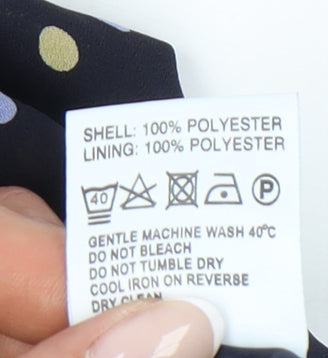 SHELL: 100% POLYESTER
LINING: 100% POLYESTER
40 P
GENTLE MACHINE WASH 40°C
DO NOT BLEACH
DO NOT TUMBLE DRY
COOL IRON ON REVERSE
DRY CLEAN